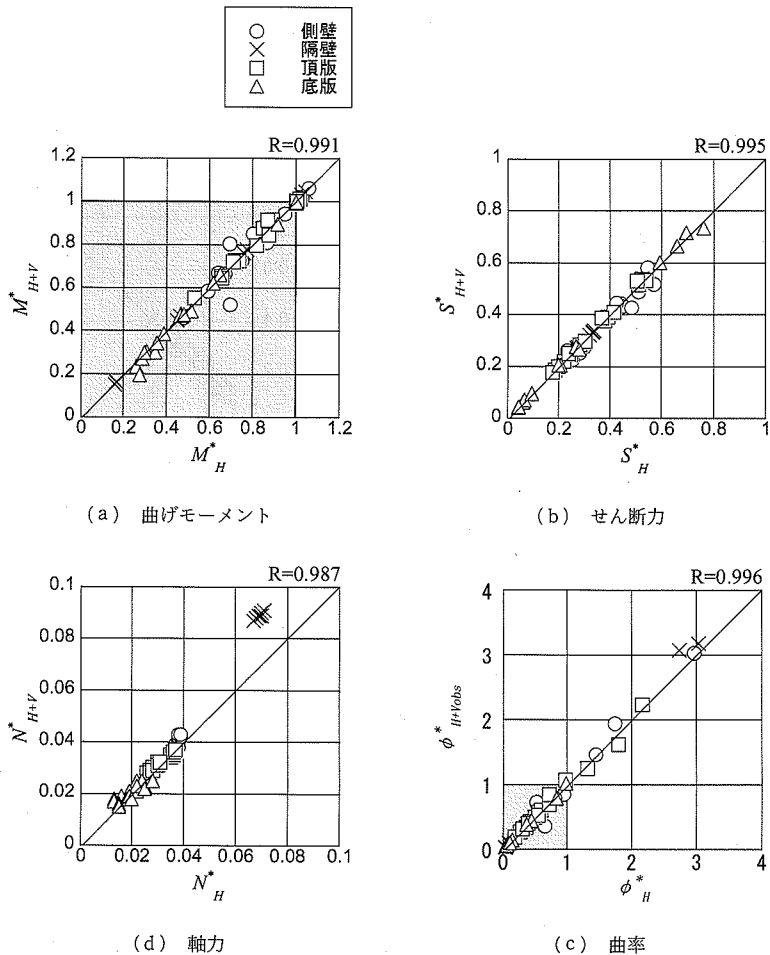 ○ 側壁
× 隔壁
□ 頂版
△ 底版
R=0.991
1.2
1
0.8
0.6
0.4
0.2
0
0 0.2 0.4 0.6 0.8 1 1.2
M*H+V
M*H
(a) 曲げモーメント
R=0.995
1
0.8
0.6
0.4
0.2
0
0 0.2 0.4 0.6 0.8 1
S*H+V
S*H
(b) せん断力
R=0.987
0.1
0.08
0.06
0.04
0.02
0
0 0.02 0.04 0.06 0.08 0.1
N*H+V
N*H
(d) 軸力
R=0.996
4
3
2
1
0
0 1 2 3 4
φ*H+Vobs
φ*H
(c) 曲率